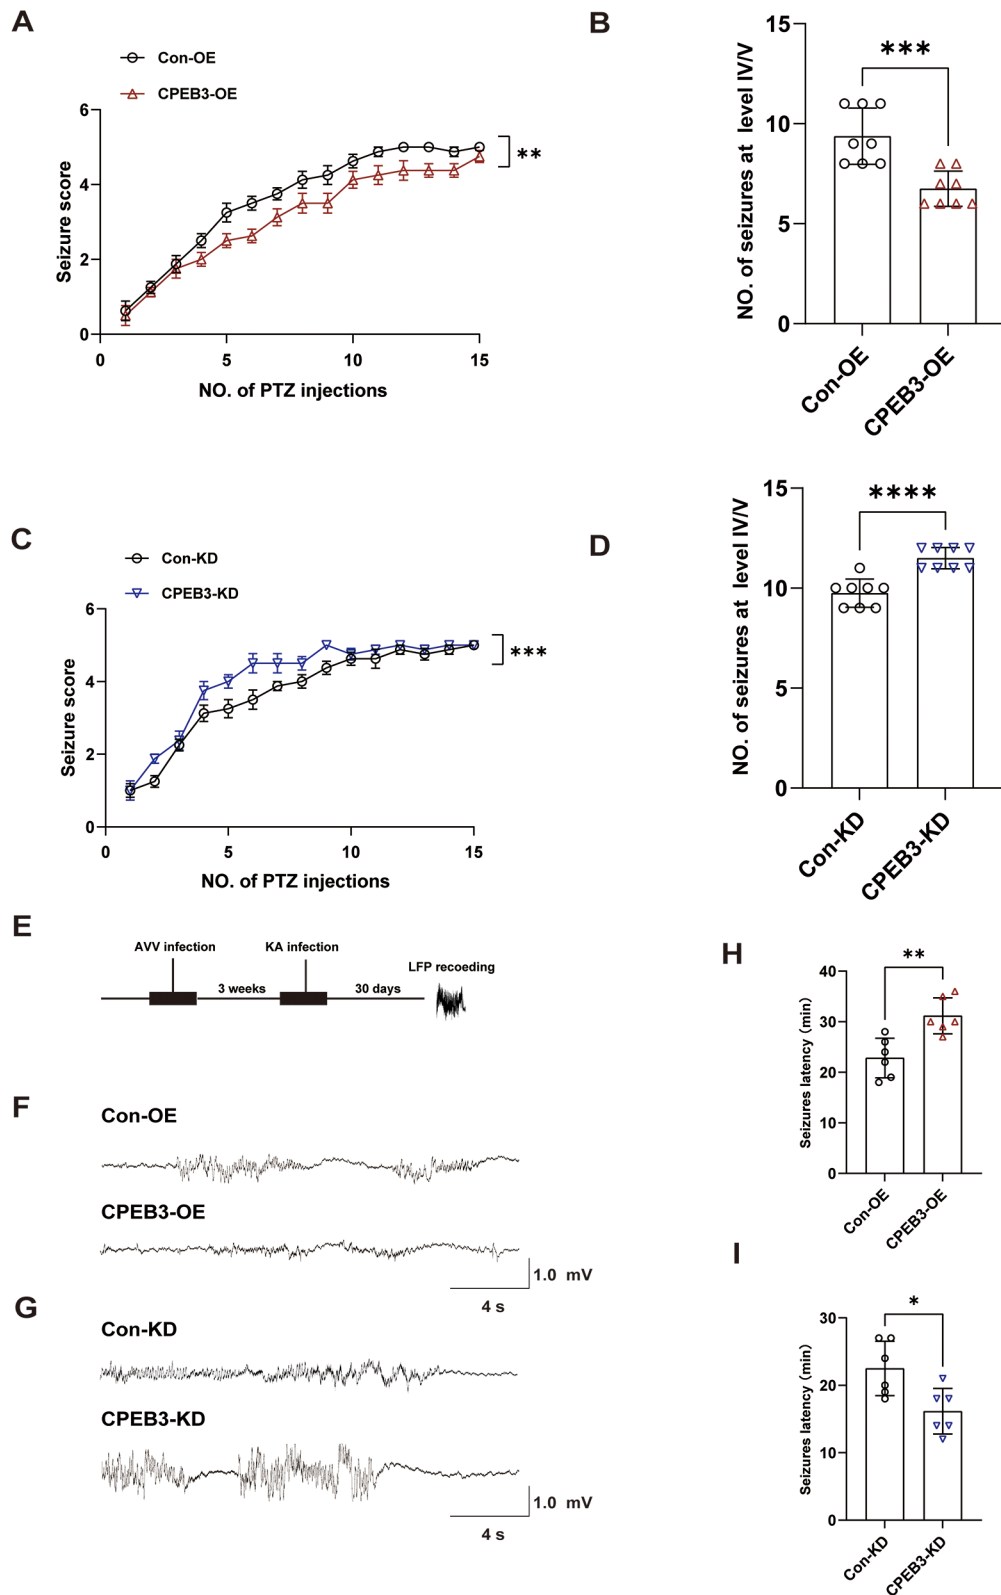 A
Con-OE
CPEB3-OE
6
4
2
0
Seizure score
**
0 5 10 15
NO. of PTZ injections
B
15
10
5
0
NO. of seizures at level IV/V
***
Con-OE
CPEB3-OE
C
Con-KD
CPEB3-KD
6
4
2
0
Seizure score
***
0 5 10 15
NO. of PTZ injections
D
15
10
5
0
NO. of seizures at level IV/V
****
Con-KD
CPEB3-KD
E
AVV infection
KA infection
3 weeks
30 days
LFP recoeding
F
Con-OE
CPEB3-OE
1.0 mV
4 s
G
Con-KD
CPEB3-KD
1.0 mV
4 s
H
40
30
20
10
0
Seizures latency (min)
**
Con-OE
CPEB3-OE
I
30
20
10
0
Seizures latency (min)
*
Con-KD
CPEB3-KD